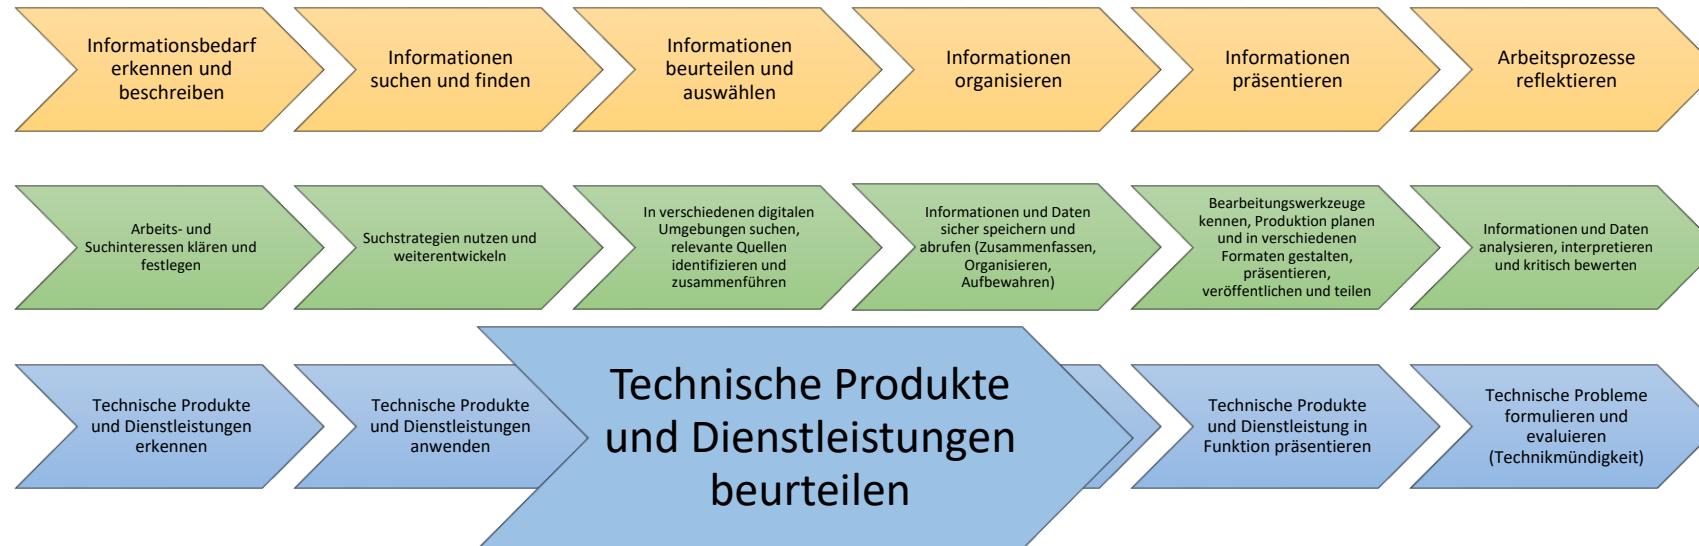 Informationsbedarf
erkennen und
beschreiben
Informationen
suchen und finden
Informationen
beurteilen und
auswählen
Informationen
organisieren
Informationen
präsentieren
Arbeitsprozesse
reflektieren
Arbeits- und
Suchinteressen klären und
festlegen
Suchstrategien nutzen und
weiterentwickeln
In verschiedenen digitalen
Umgebungen suchen,
relevante Quellen
identifizieren und
zusammenführen
Informationen und Daten
sicher speichern und
abrufen (Zusammenfassen,
Organisieren,
Aufbewahren)
Bearbeitungswerkzeuge
kennen, Produktion planen
und in verschiedenen
Formaten gestalten,
präsentieren,
veröffentlichen und teilen
Informationen und Daten
analysieren, interpretieren
und kritisch bewerten
Technische Produkte
und Dienstleistungen
erkennen
Technische Produkte
und Dienstleistungen
anwenden
Technische Produkte
und Dienstleistungen
beurteilen
Technische Produkte
und Dienstleistung in
Funktion präsentieren
Technische Probleme
formulieren und
evaluieren
(Technikmündigkeit)